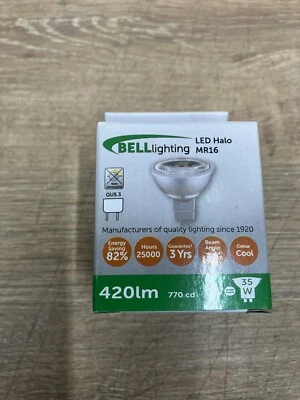 BELLlighting
LED Halo
MR16
GU5.3
Manufacturers of quality lighting since 1920
Energy
Saving
82%
Hours
25000
Guarantee*
3 Yrs
Beam
Angle
Colour
Cool
420lm
770 cd
35
W